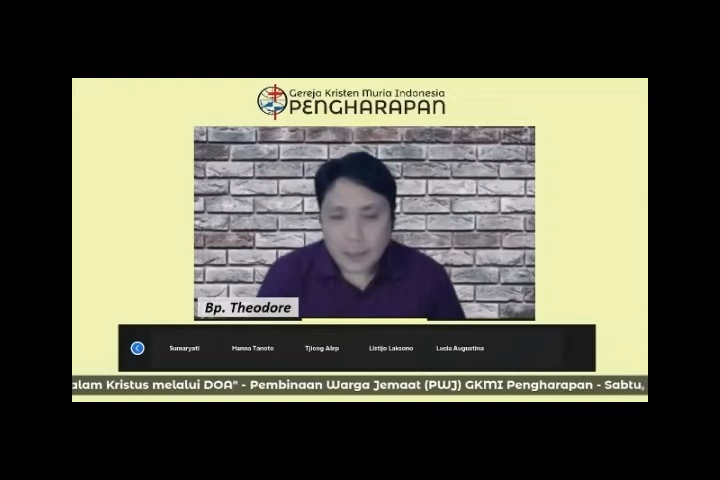 Gereja Kristen Muria Indonesia
PENGHARAPAN
Bp. Theodore
Sumaryati Hanna Tanoto Tjiong Alep Listijo Laksono Lucia Augustina
alam Kristus melalui DOA" - Pembinaan Warga Jemaat (PWJ) GKMI Pengharapan - Sabtu,